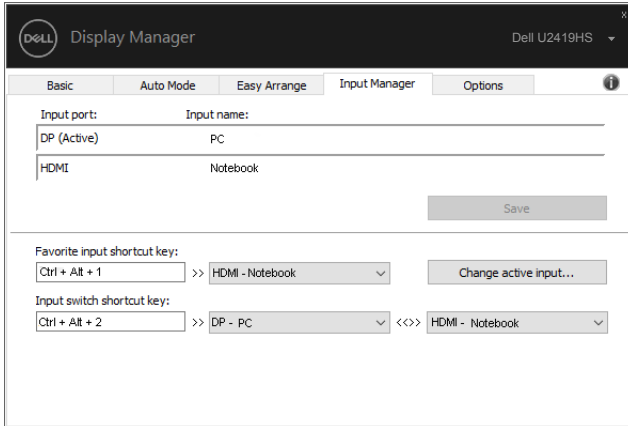 x
DELL Display Manager Dell U2419HS
Basic Auto Mode Easy Arrange Input Manager Options i
Input port: Input name:
DP (Active) PC
HDMI Notebook
Save
Favorite input shortcut key:
Ctrl + Alt + 1 >> HDMI - Notebook Change active input...
Input switch shortcut key:
Ctrl + Alt + 2 >> DP - PC <<>> HDMI - Notebook